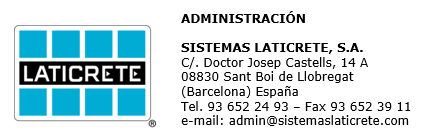 ADMINISTRACIÓN
SISTEMAS LATICRETE, S.A.
C/. Doctor Josep Castells, 14 A
08830 Sant Boi de Llobregat
(Barcelona) España
Tel. 93 652 24 93 – Fax 93 652 39 11
e-mail: admin@sistemaslaticrete.com
LATICRETE
®